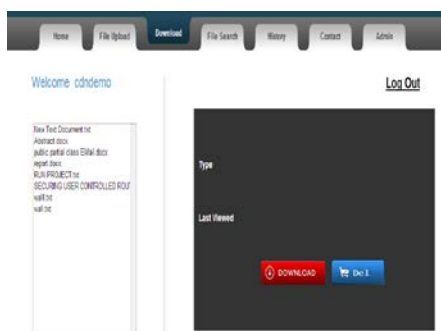 Home File Upload Download File Search History Contact Admin
Welcome cdndemo
Log Out
New Text Document.txt
Abstract.docx
public partial class EMail.docx
report.docx
RUN PROJECT.txt
SECURING USER CONTROLLED ROUT
wall.txt
Type
Last Viewed
DOWNLOAD